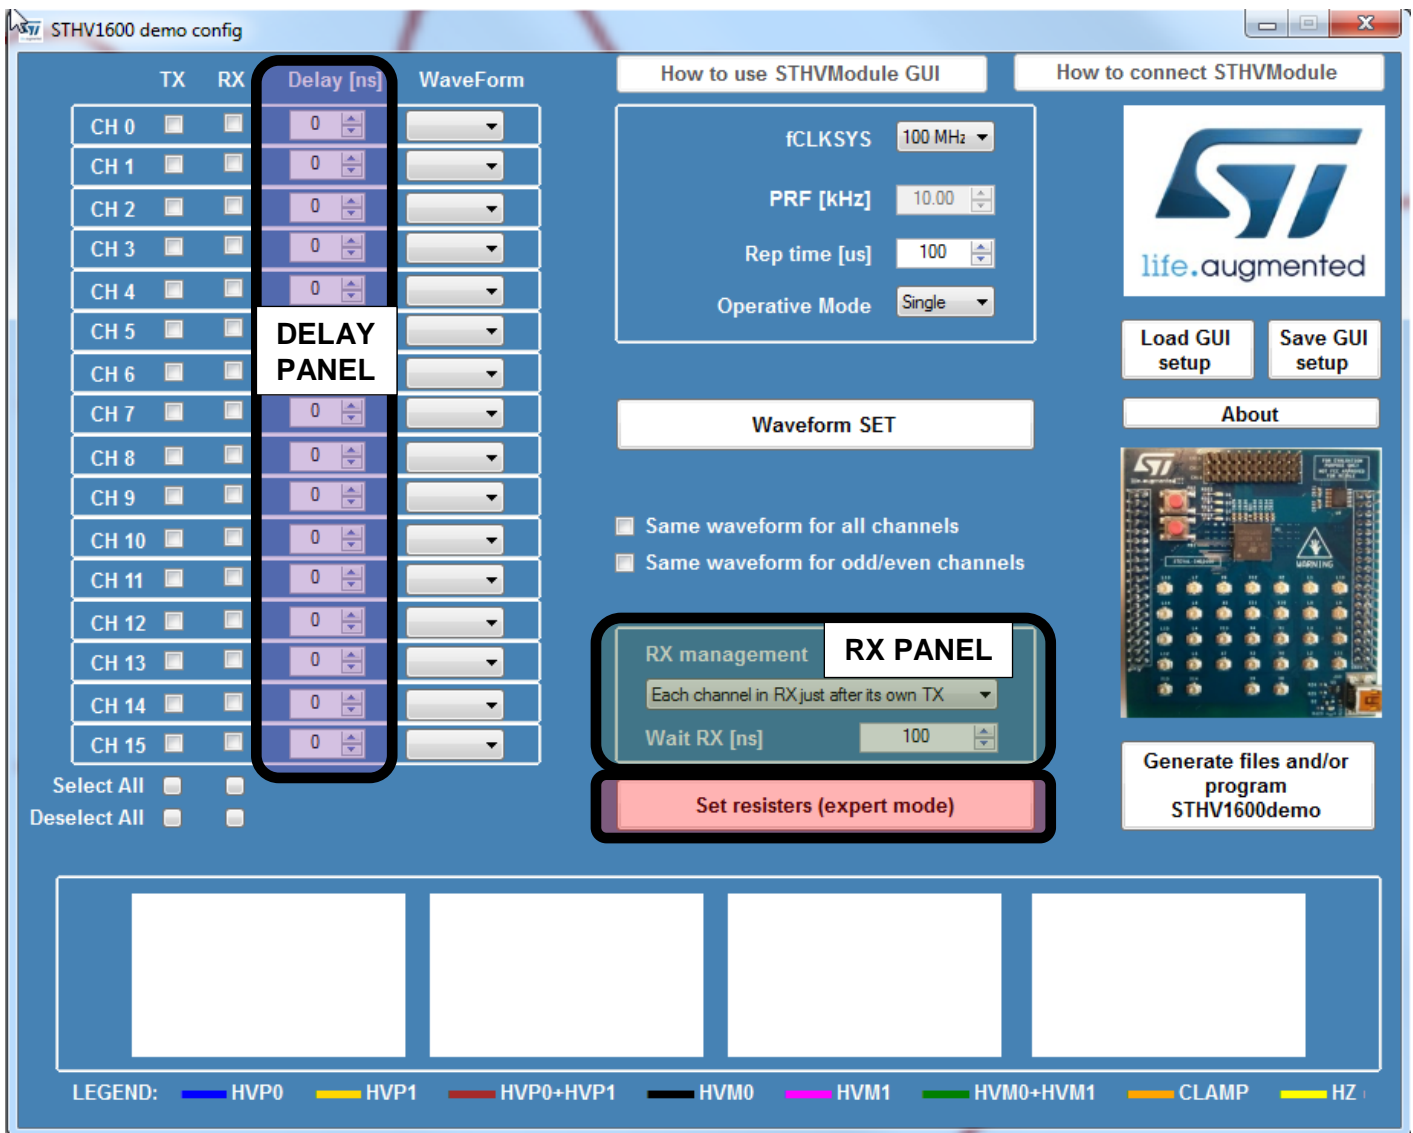 STHV1600 demo config
TX RX Delay [ns] WaveForm
CH 0 0
CH 1 0
CH 2 0
CH 3 0
CH 4 0
CH 5
CH 6
CH 7 0
CH 8 0
CH 9 0
CH 10 0
CH 11 0
CH 12 0
CH 13 0
CH 14 0
CH 15 0
DELAY
PANEL
Select All
Deselect All
How to use STHVModule GUI
How to connect STHVModule
fCLKSYS 100 MHz
PRF [kHz] 10.00
Rep time [us] 100
Operative Mode Single
Waveform SET
Same waveform for all channels
Same waveform for odd/even channels
RX management
RX PANEL
Each channel in RX just after its own TX
Wait RX [ns] 100
Set resisters (expert mode)
ST
life.augmented
Load GUI
setup
Save GUI
setup
About
WARNING
Generate files and/or
program
STHV1600demo
LEGEND: HVP0 HVP1 HVP0+HVP1 HVM0 HVM1 HVM0+HVM1 CLAMP HZ